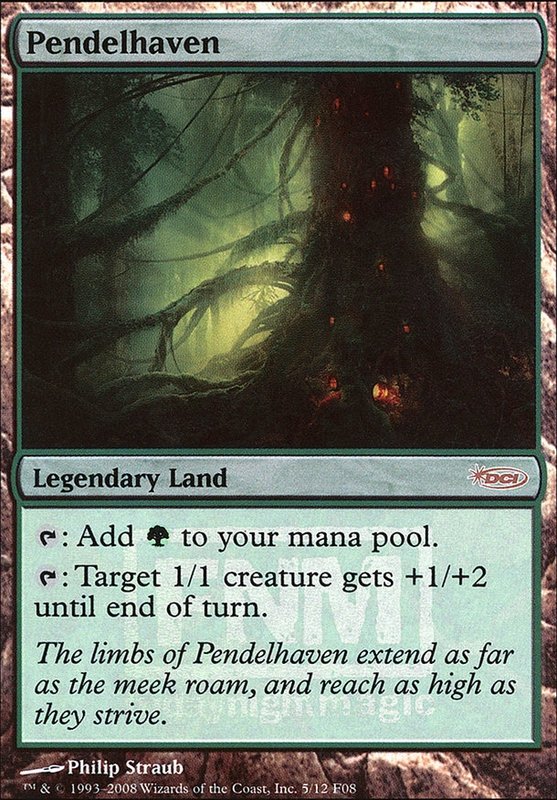 Pendelhaven
Legendary Land
DCI
: Add to your mana pool.
: Target 1/1 creature gets +1/+2
until end of turn.
FNM
The limbs of Pendelhaven extend as far
as the meek roam, and reach as high as
they strive.
Philip Straub
™ & © 1993–2008 Wizards of the Coast, Inc. 5/12 F08